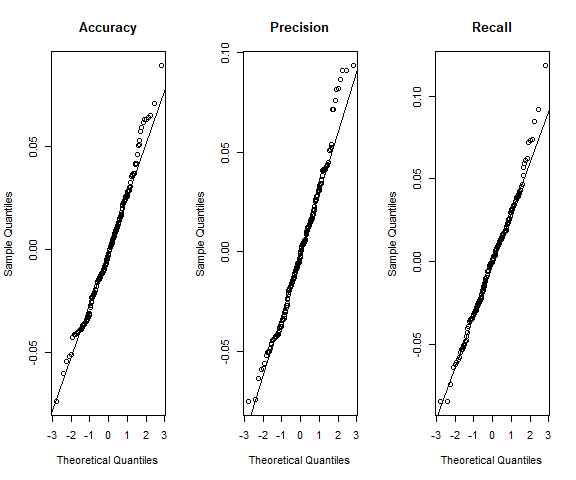 Accuracy
Precision
Recall
Sample Quantiles
-0.05
0.00
0.05
-3 -2 -1 0 1 2 3
Theoretical Quantiles
Sample Quantiles
-0.05
0.00
0.05
0.10
-3 -2 -1 0 1 2 3
Theoretical Quantiles
Sample Quantiles
-0.05
0.00
0.05
0.10
-3 -2 -1 0 1 2 3
Theoretical Quantiles